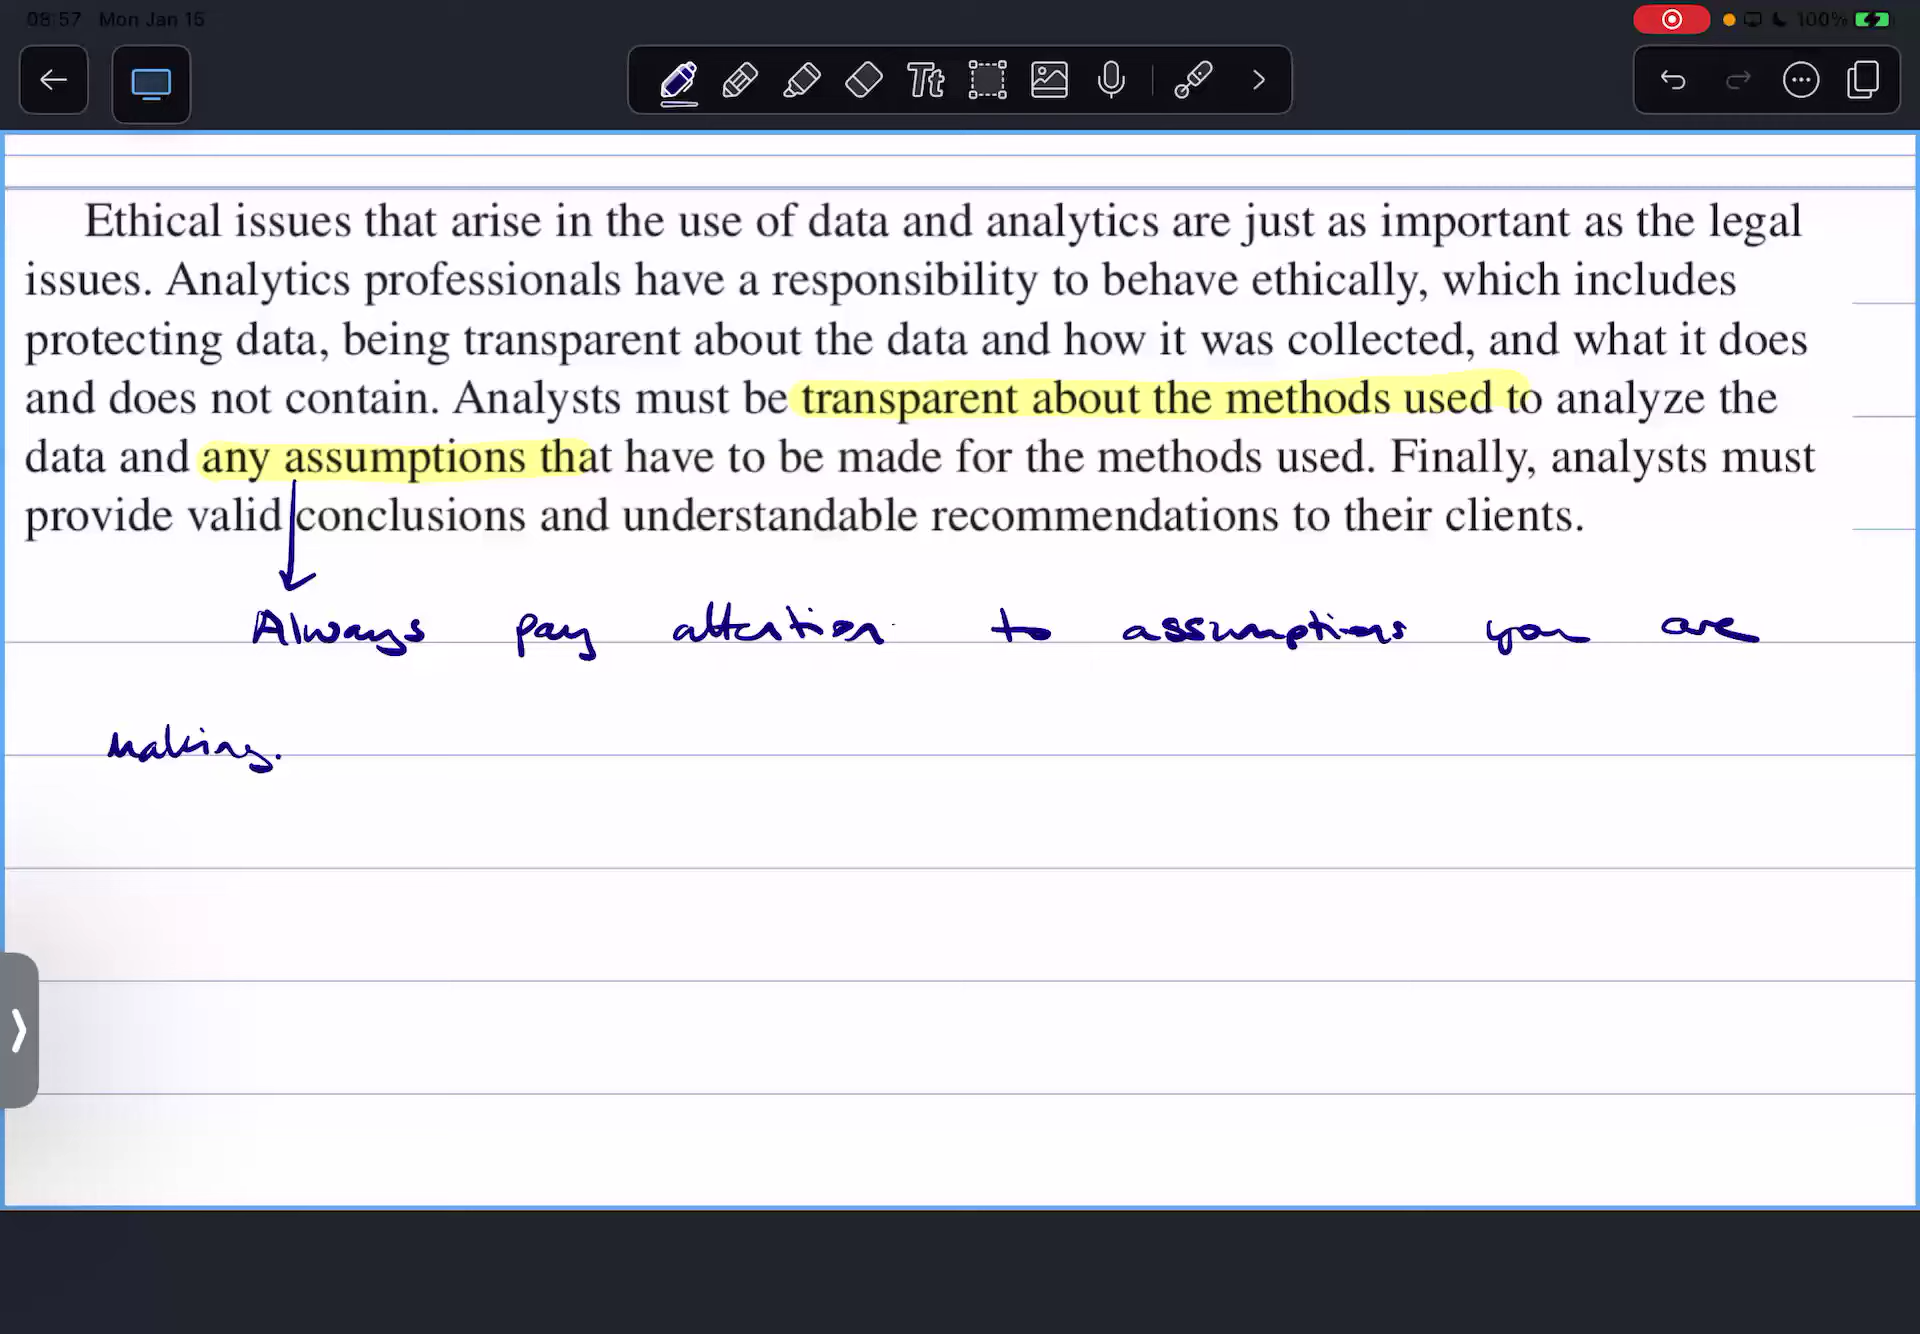 08:57 Mon Jan 15
100%
Tt
Ethical issues that arise in the use of data and analytics are just as important as the legal
issues. Analytics professionals have a responsibility to behave ethically, which includes
protecting data, being transparent about the data and how it was collected, and what it does
and does not contain. Analysts must be transparent about the methods used to analyze the
data and any assumptions that have to be made for the methods used. Finally, analysts must
provide valid conclusions and understandable recommendations to their clients.
Always pay attention to assumptions you are
making.